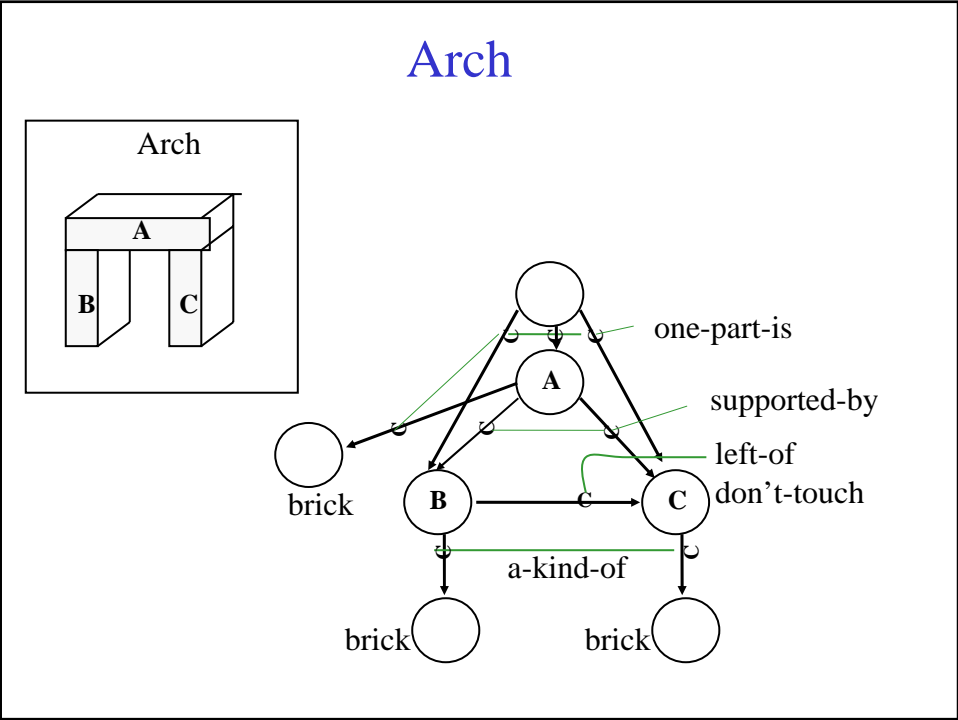 Arch
Arch
A
B C
one-part-is
C C C
A
supported-by
C C C
left-of
don't-touch
brick
B C C
C C
a-kind-of
brick brick